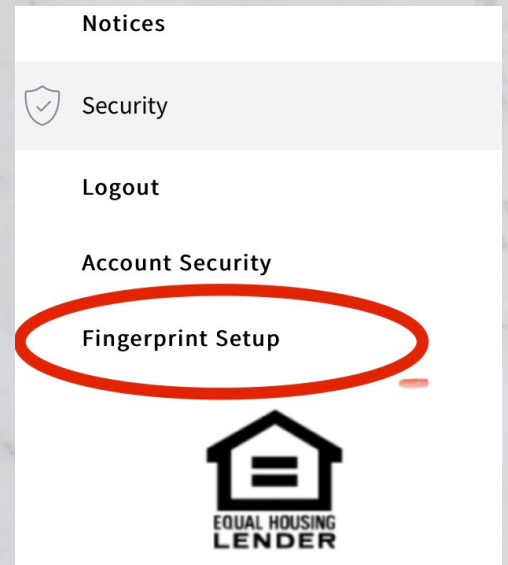 Notices
Security
Logout
Account Security
Fingerprint Setup
EQUAL HOUSING
LENDER